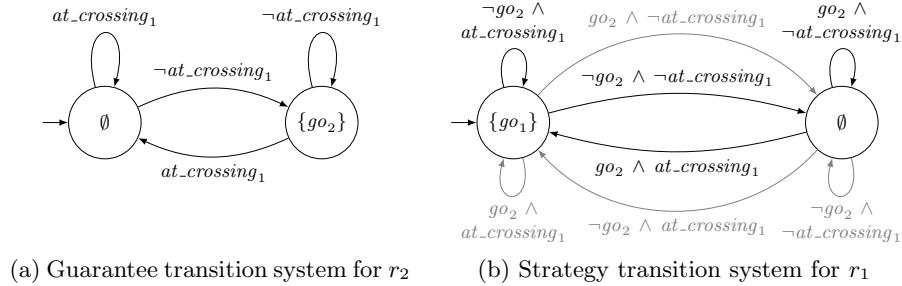 at_crossing₁
¬at_crossing₁
¬at_crossing₁
∅
{go₂}
at_crossing₁
(a) Guarantee transition system for r₂
¬go₂ ∧
at_crossing₁
go₂ ∧ ¬at_crossing₁
go₂ ∧
¬at_crossing₁
¬go₂ ∧ ¬at_crossing₁
{go₁}
∅
go₂ ∧ at_crossing₁
go₂ ∧
at_crossing₁
¬go₂ ∧ at_crossing₁
¬go₂ ∧
¬at_crossing₁
(b) Strategy transition system for r₁